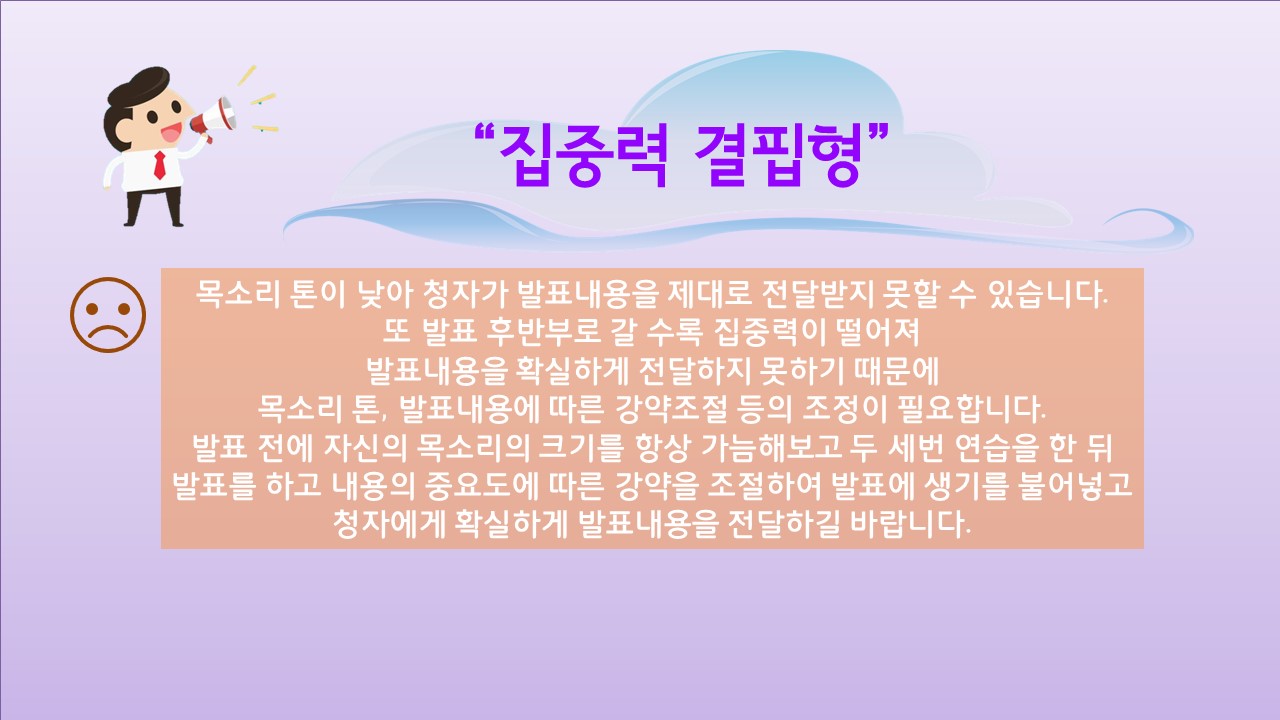 “집중력 결핍형”
목소리 톤이 낮아 청자가 발표내용을 제대로 전달받지 못할 수 있습니다.
또 발표 후반부로 갈 수록 집중력이 떨어져
발표내용을 확실하게 전달하지 못하기 때문에
목소리 톤, 발표내용에 따른 강약조절 등의 조정이 필요합니다.
발표 전에 자신의 목소리의 크기를 항상 가늠해보고 두 세번 연습을 한 뒤
발표를 하고 내용의 중요도에 따른 강약을 조절하여 발표에 생기를 불어넣고
청자에게 확실하게 발표내용을 전달하길 바랍니다.